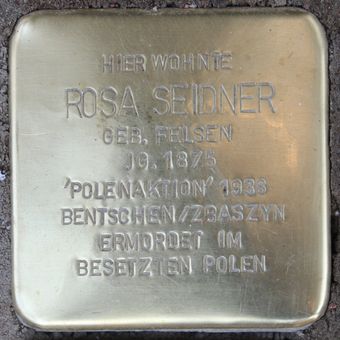 HIER WOHNTE
ROSA SEIDNER
GEB. FELSEN
JG. 1875
'POLENAKTION' 1938
BENTSCHEN/ZBASZYN
ERMORDET IM
BESETZTEN POLEN